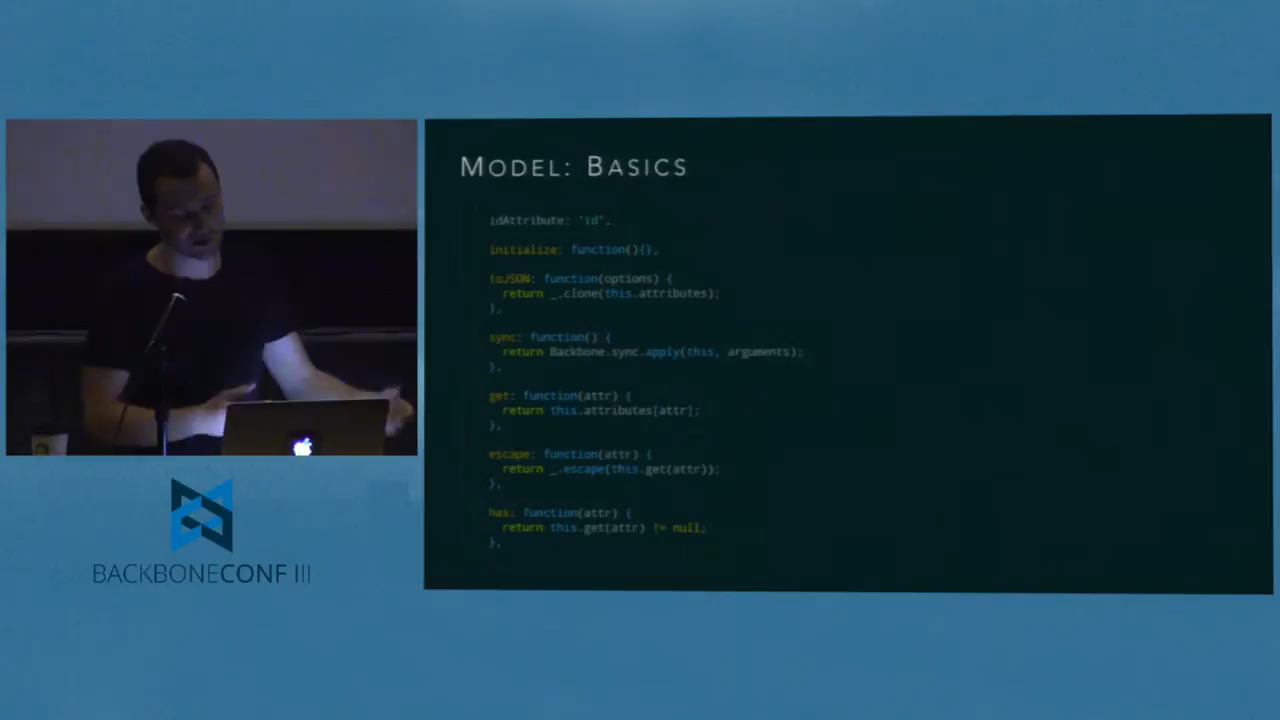 MODEL: BASICS
idAttribute: 'id',
initialize: function(){},
toJSON: function(options) {
return _.clone(this.attributes);
},
sync: function() {
return Backbone.sync.apply(this, arguments);
},
get: function(attr) {
return this.attributes[attr];
},
escape: function(attr) {
return _.escape(this.get(attr));
},
has: function(attr) {
return this.get(attr) != null;
},
BACKBONECONF III